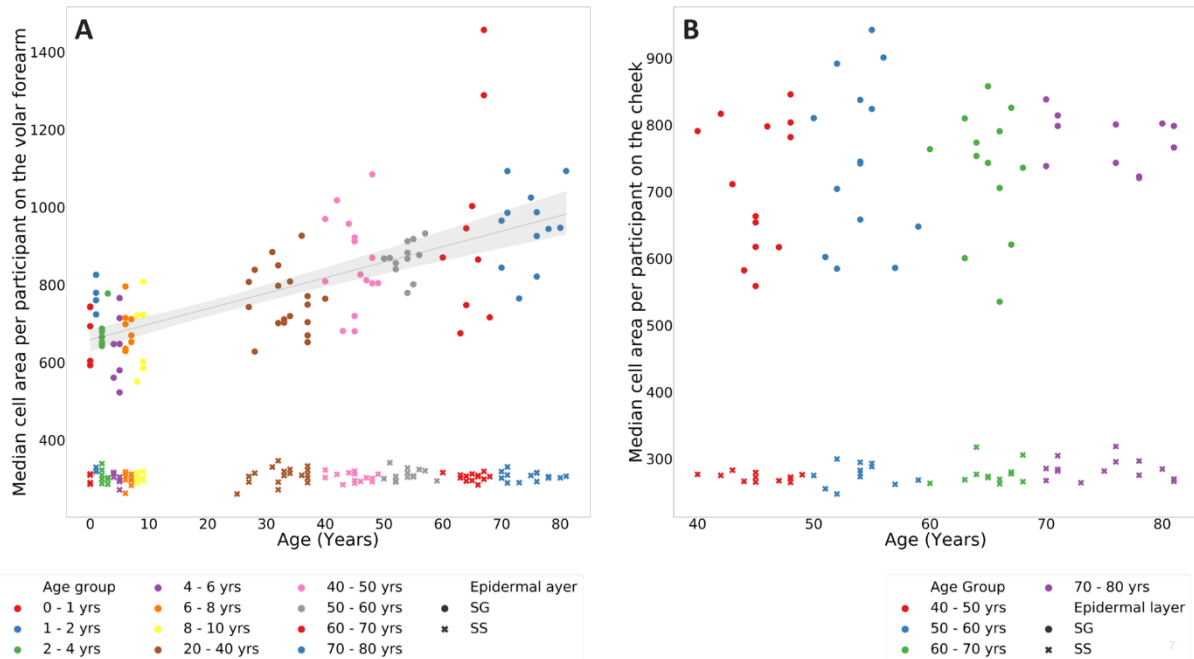 A
Median cell area per participant on the volar forearm
1400
1200
1000
800
600
400
0 10 20 30 40 50 60 70 80
Age (Years)
Age group
0 - 1 yrs
1 - 2 yrs
2 - 4 yrs
4 - 6 yrs
6 - 8 yrs
8 - 10 yrs
20 - 40 yrs
40 - 50 yrs
50 - 60 yrs
60 - 70 yrs
70 - 80 yrs
Epidermal ayer
SG
SS
B
Median cell area per participant on the cheek
900
800
700
600
500
400
300
40 50 60 70 80
Age (Years)
Age Group
40 - 50 yrs
50 - 60 yrs
60 - 70 yrs
70 - 80 yrs
Epidermal layer
SG
SS
7